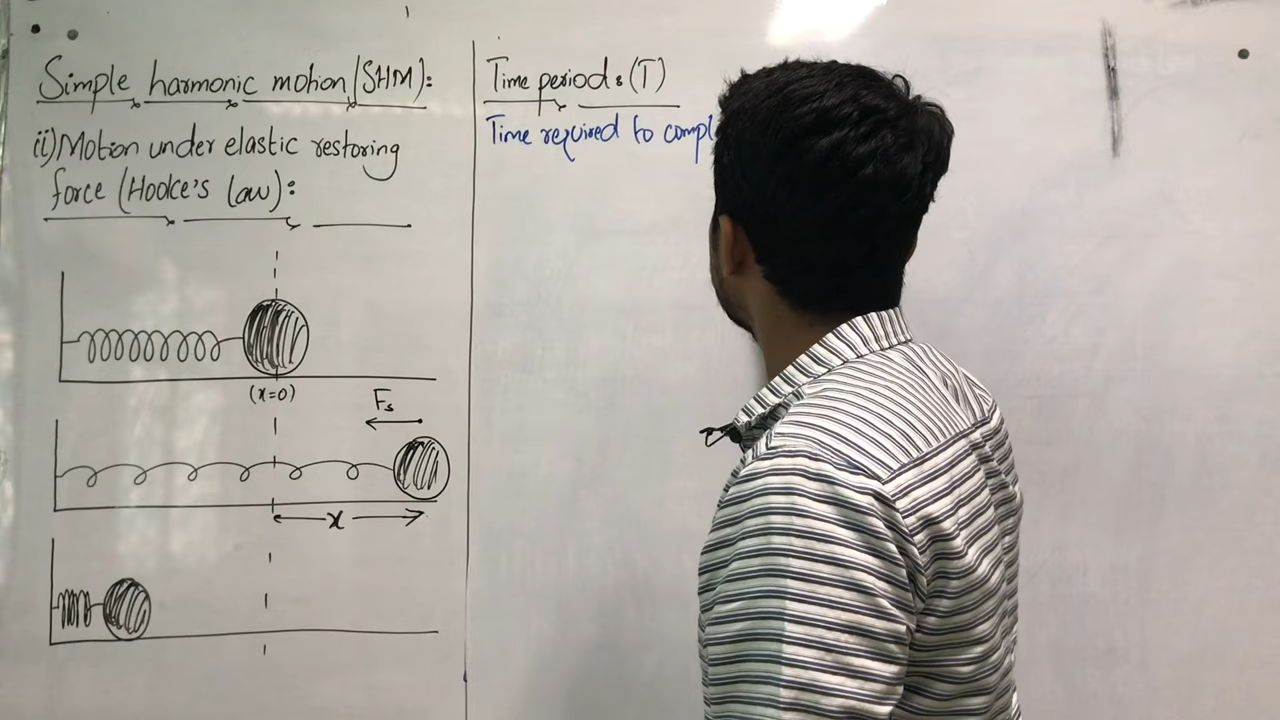 Simple harmonic motion (SHM):
ii) Motion under elastic restoring
force (Hooke's law):
(x=0)
Fs
x
Time period:(T)
Time required to compl